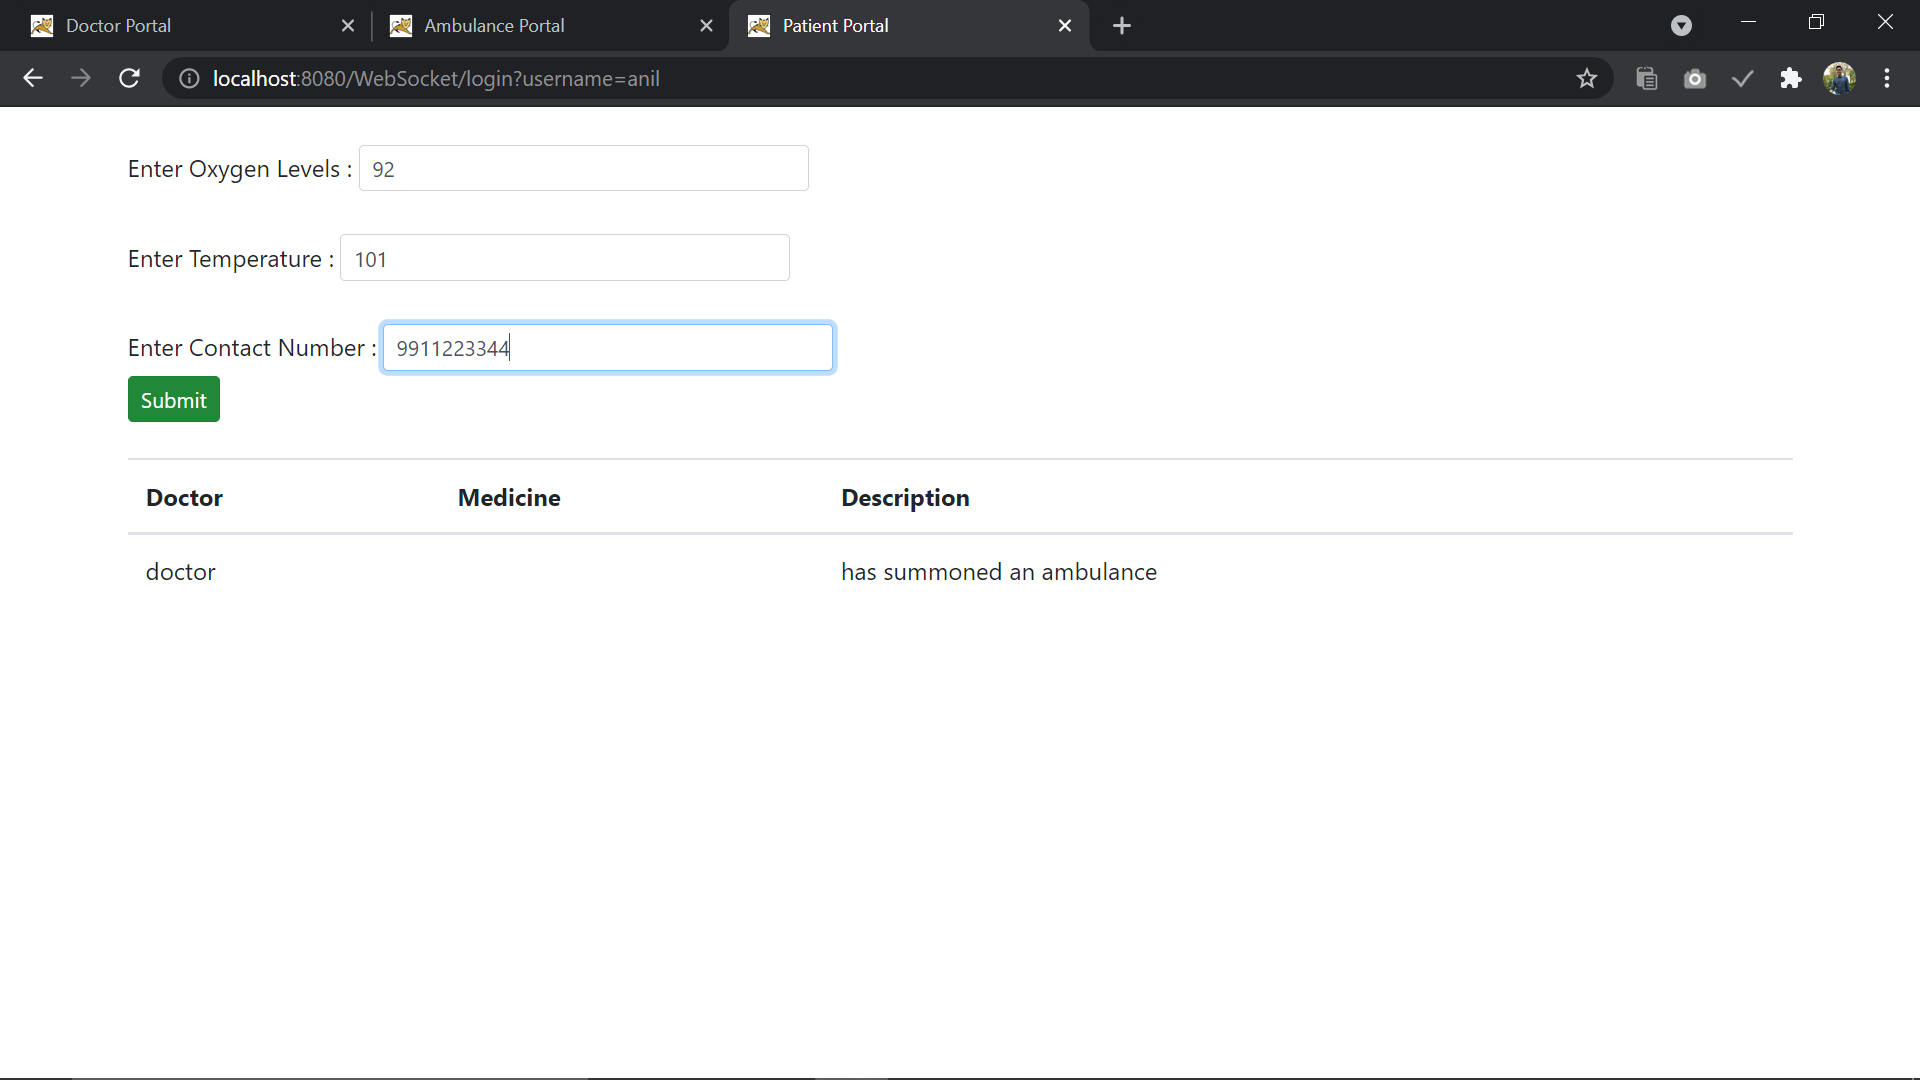 Doctor Portal
Ambulance Portal
Patient Portal
localhost:8080/WebSocket/login?username=anil
Enter Oxygen Levels : 92
Enter Temperature : 101
Enter Contact Number : 9911223344
Submit
Doctor Medicine Description
doctor has summoned an ambulance